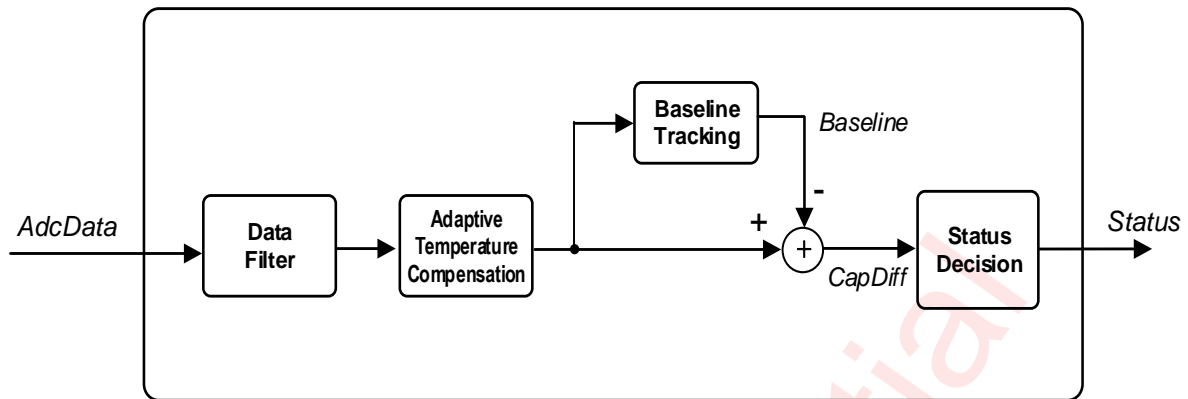 Baseline
Tracking
Baseline
-
AdcData
Data
Filter
Adaptive
Temperature
Compensation
+
+
CapDiff
Status
Decision
Status